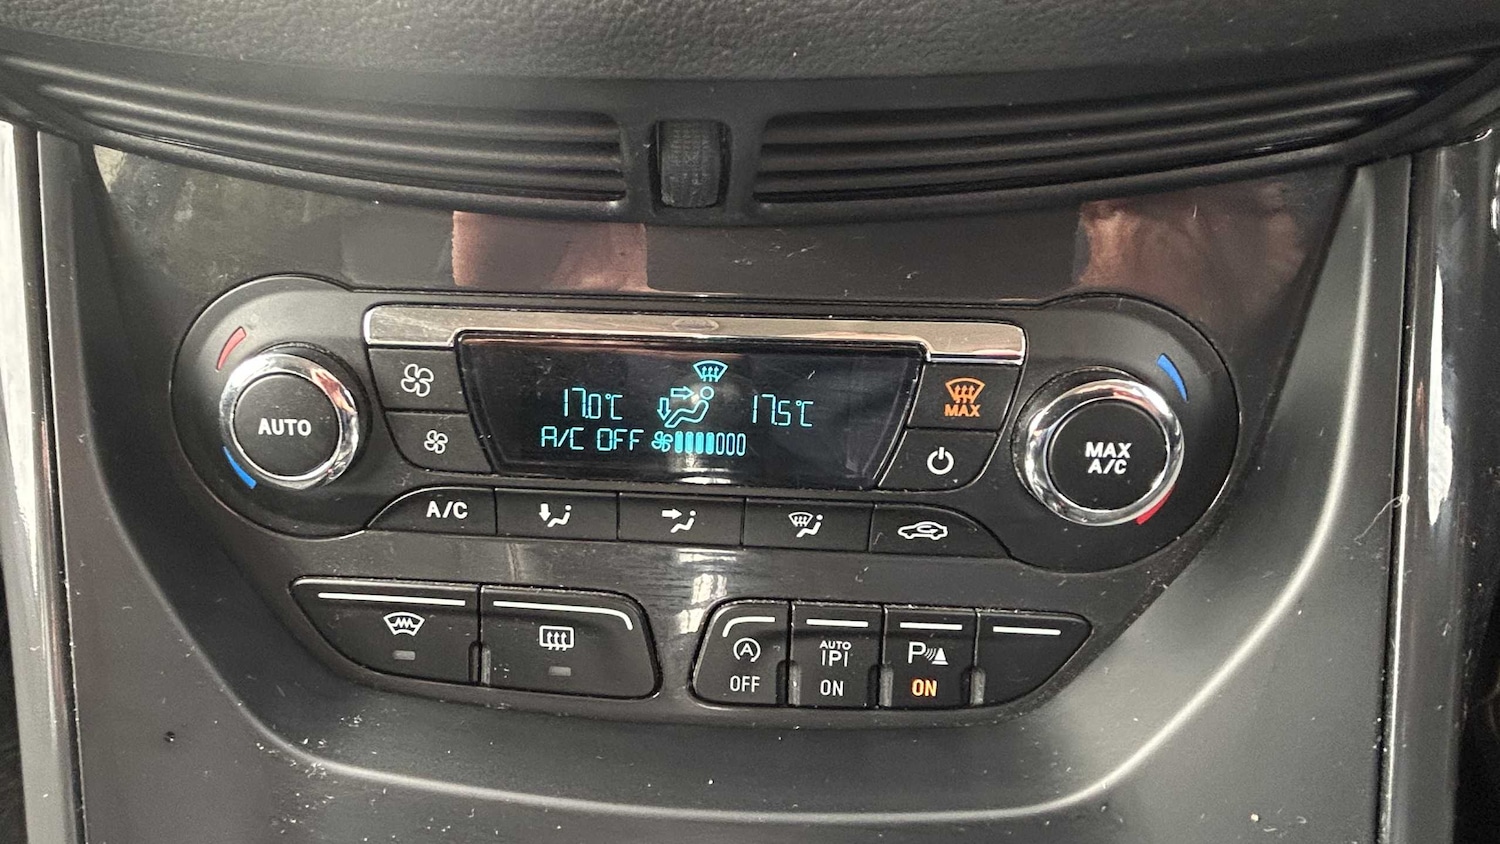 17.0°C
17.5°C
A/C OFF
MAX
AUTO
MAX
A/C
A/C
AUTO
P
A
OFF
ON
P
ON